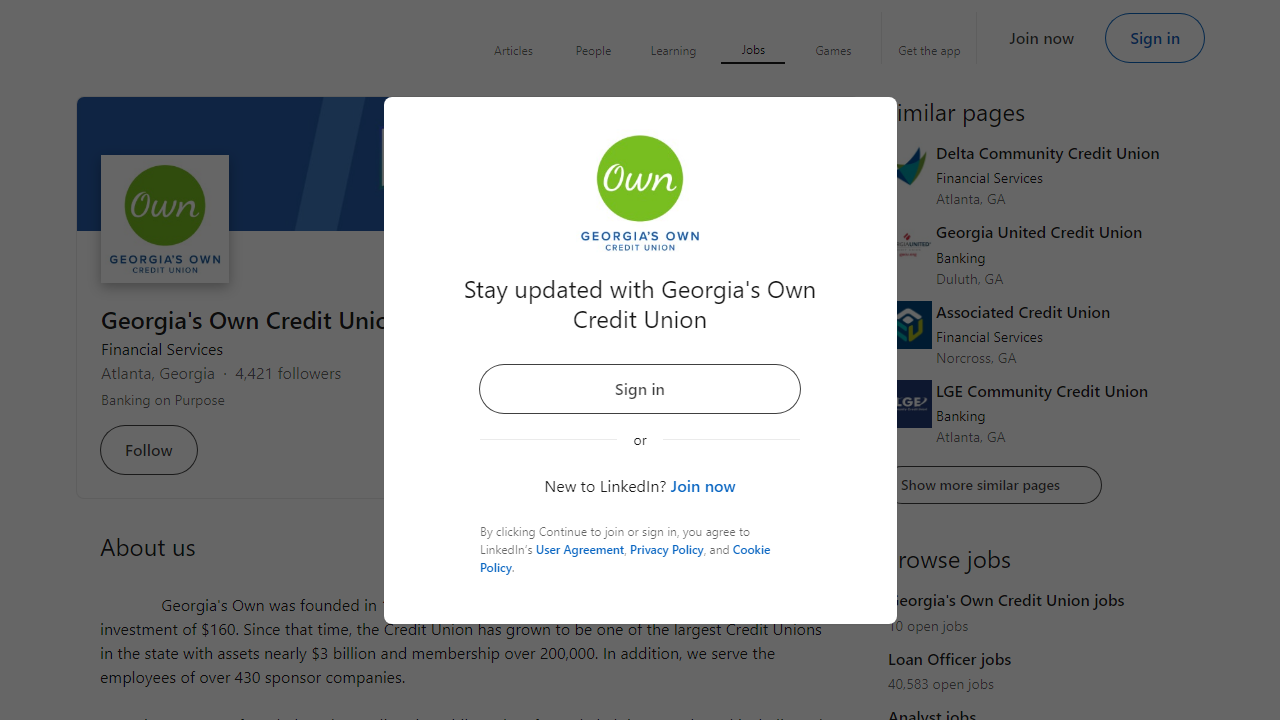 Articles
People
Learning
Jobs
Games
Get the app
Join now
Sign in
Own
GEORGIA'S OWN
CREDIT UNION
Georgia's Own Credit
Financial Services
Atlanta, Georgia · 4,421 followers
Banking on Purpose
Follow
About us
Georgia's Own was founded in
investment of $160. Since that time, the Credit Union has grown to be one of the largest Credit Unions
in the state with assets nearly $3 billion and membership over 200,000. In addition, we serve the
employees of over 430 sponsor companies.
Own
GEORGIA'S OWN
CREDIT UNION
Stay updated with Georgia's Own
Credit Union
Sign in
or
New to LinkedIn? Join now
By clicking Continue to join or sign in, you agree to
LinkedIn's User Agreement, Privacy Policy, and Cookie
Policy.
imilar pages
Delta Community Credit Union
Financial Services
Atlanta, GA
Georgia United Credit Union
Banking
Duluth, GA
Associated Credit Union
Financial Services
Norcross, GA
LGE
LGE Community Credit Union
Banking
Atlanta, GA
Show more similar pages
rowse jobs
Georgia's Own Credit Union jobs
10 open jobs
Loan Officer jobs
40,583 open jobs
Analyst jobs